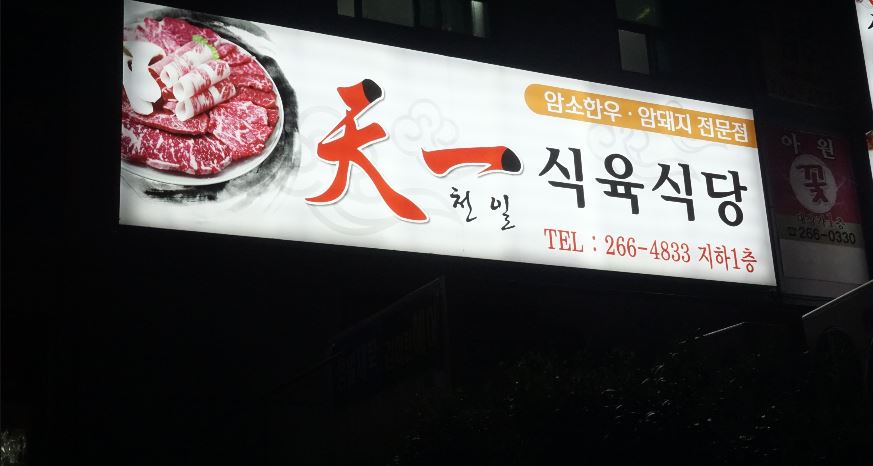 암소한우·암돼지 전문점
天一 식육식당
천일
TEL : 266-4833 지하1층
아원
꽃
☎266-0330